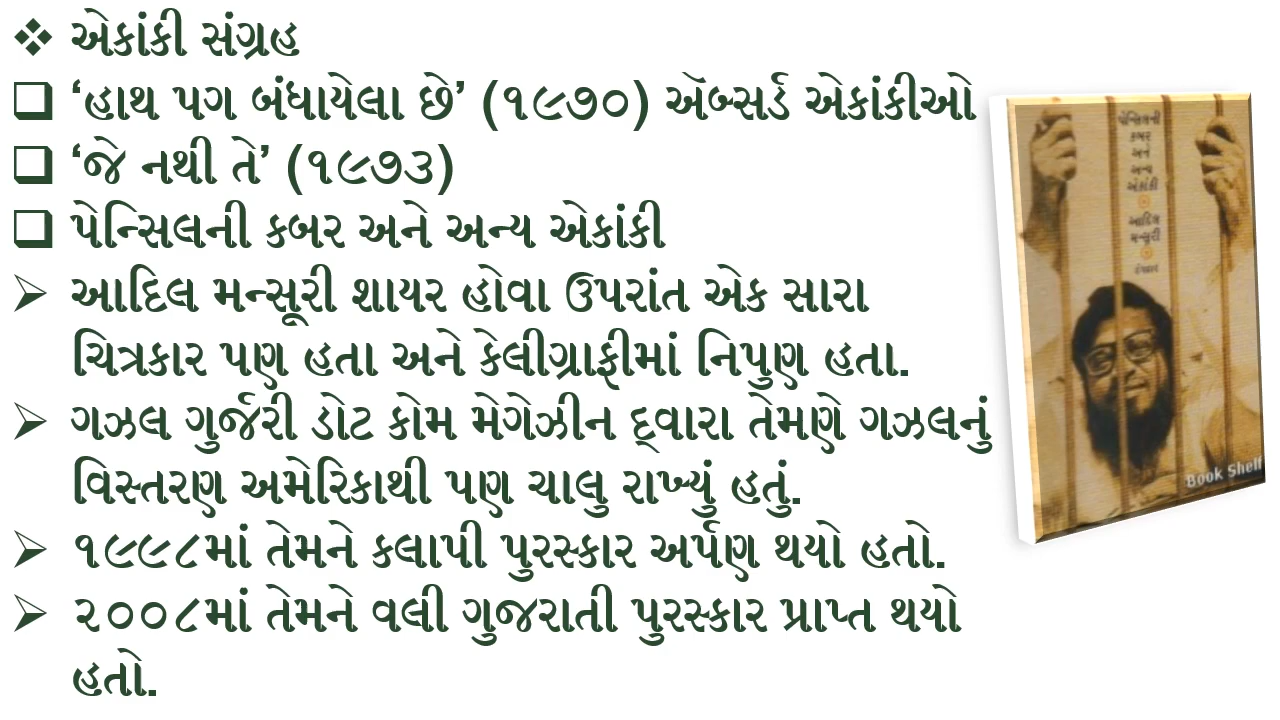 ❖ એકાંકી સંગ્રહ
❑ ‘હાથ પગ બંધાયેલા છે’ (૧૯૭૦) ઍબ્સર્ડ એકાંકીઓ
❑ ‘જે નથી તે’ (૧૯૭૩)
❑ પેન્સિલની કબર અને અન્ય એકાંકી
➢ આદિલ મન્સૂરી શાયર હોવા ઉપરાંત એક સારા
ચિત્રકાર પણ હતા અને કેલીગ્રાફીમાં નિપુણ હતા.
➢ ગઝલ ગુર્જરી ડોટ કોમ મેગેઝીન દ્વારા તેમણે ગઝલનું
વિસ્તરણ અમેરિકાથી પણ ચાલુ રાખ્યું હતું.
➢ ૧૯૯૮માં તેમને કલાપી પુરસ્કાર અર્પણ થયો હતો.
➢ ૨૦૦૮માં તેમને વલી ગુજરાતી પુરસ્કાર પ્રાપ્ત થયો
હતો.
પેન્સિલની
કબર
અને
અન્ય
એકાંકી
આદિલ
મન્સૂરી
Book Shelf